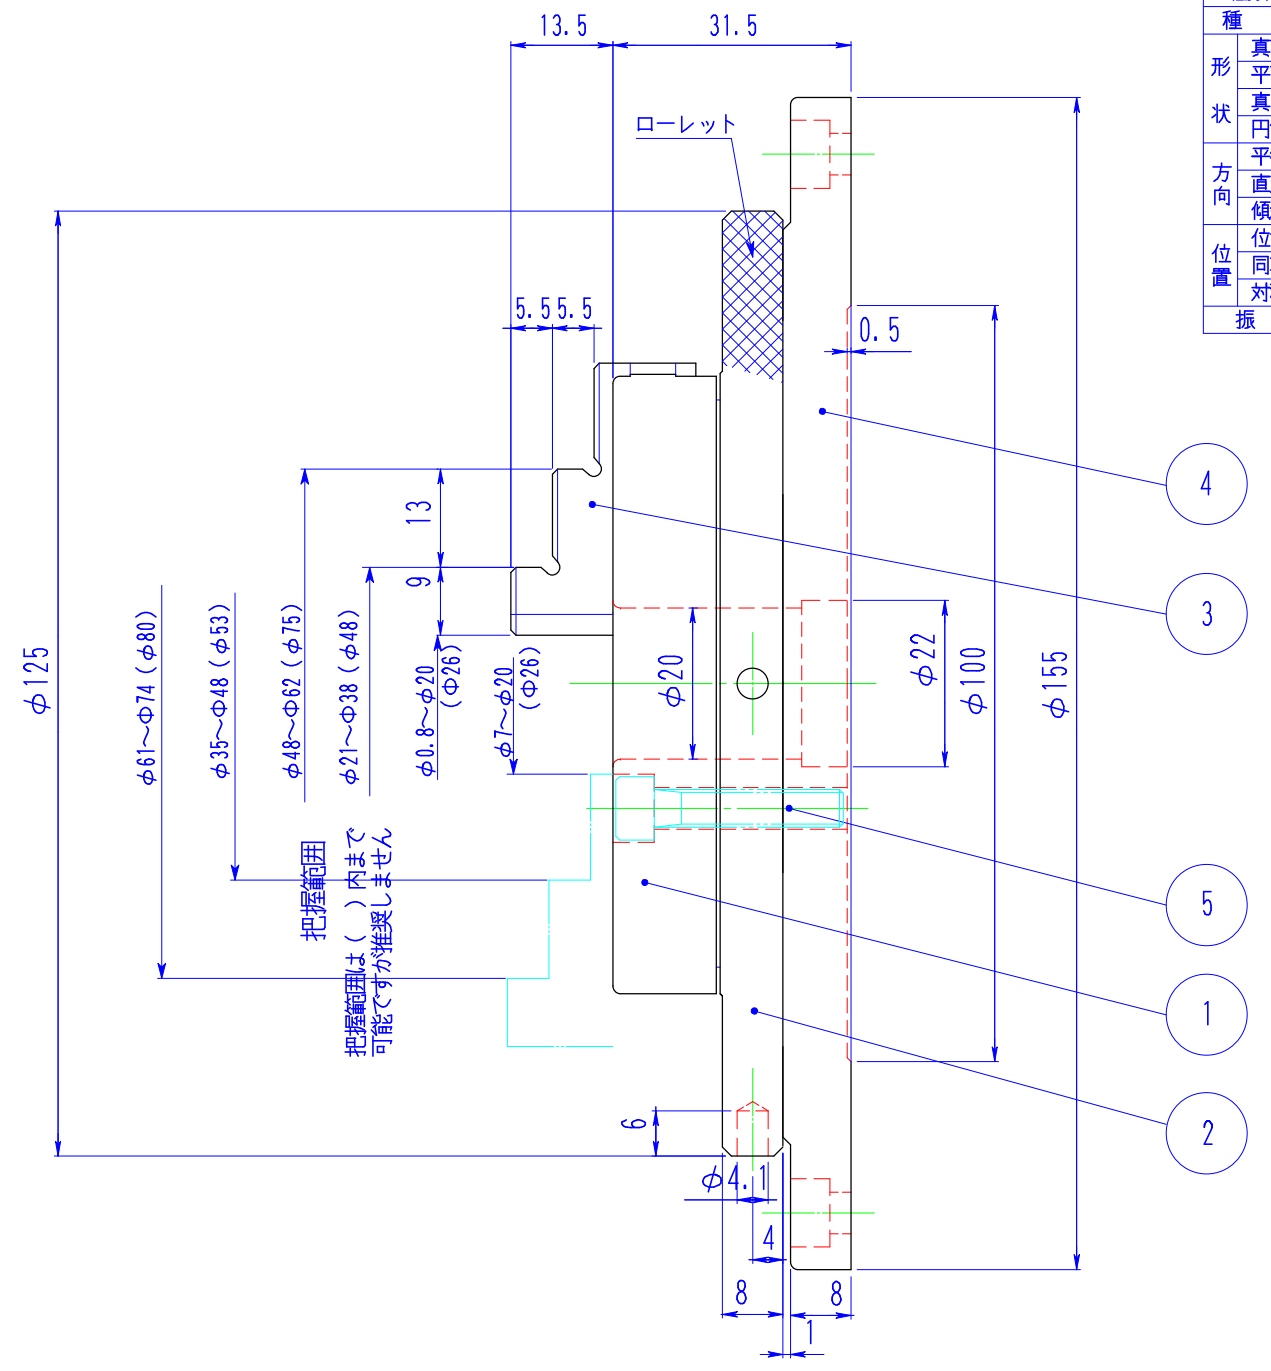 13.5
31.5
種
形
状
真
平
真
円
方
向
平
直
傾
位
置
位
同
対
振
ローレット
5.5
5.5
0.5
4
3
5
1
2
13
9
φ125
φ61～Φ74(φ80)
φ35～Φ48(φ53)
φ48～Φ62(φ75)
φ21～Φ38(φ48)
φ0.8～φ20
(Φ26)
φ7～φ20
(Φ26)
φ20
φ22
φ100
φ155
把握範囲
把握範囲は( )内まで
可能ですが推奨しません
6
φ4.1
4
8
8
1